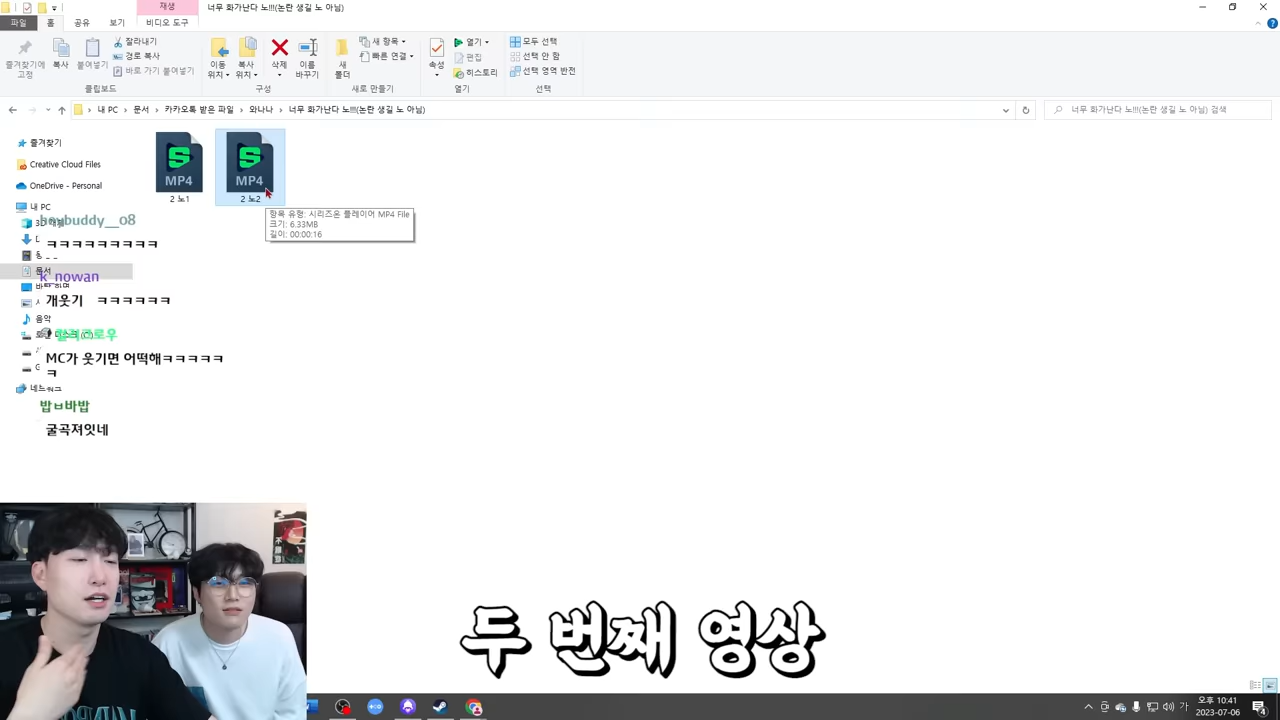 재생
너무 화가난다 노!!!(논란 생길 노 아님)
파일
홈
공유
보기
비디오 도구
즐겨찾기에
고정
복사
붙여넣기
잘라내기
경로 복사
바로 가기 붙여넣기
클립보드
이동
위치
복사
위치
삭제
이름
바꾸기
구성
새
폴더
새 항목
빠른 연결
새로 만들기
속성
열기
편집
히스토리
열기
모두 선택
선택 안 함
선택 영역 반전
선택
내 PC > 문서 > 카카오톡 받은 파일 > 와나나 > 너무 화가난다 노!!!(논란 생길 노 아님)
너무 화가난다 노!!!(논란 생길 노 아님) 검색
즐겨찾기
Creative Cloud Files
OneDrive - Personal
내 PC
문서
음악
MP4
2 노1
MP4
2 노2
항목 유형: 시리즈온 플레이어 MP4 File
크기: 6.33MB
길이: 00:00:16
ㅋㅋㅋㅋㅋㅋㅋㅋㅋ
k_nowan
개웃기 ㅋㅋㅋㅋㅋㅋ
MC가 웃기면 어떡해ㅋㅋㅋㅋㅋ
ㅋ
밥ㅂ바밥
굴곡져잇네
두 번째 영상
가
오후 10:41
2023-07-06
4